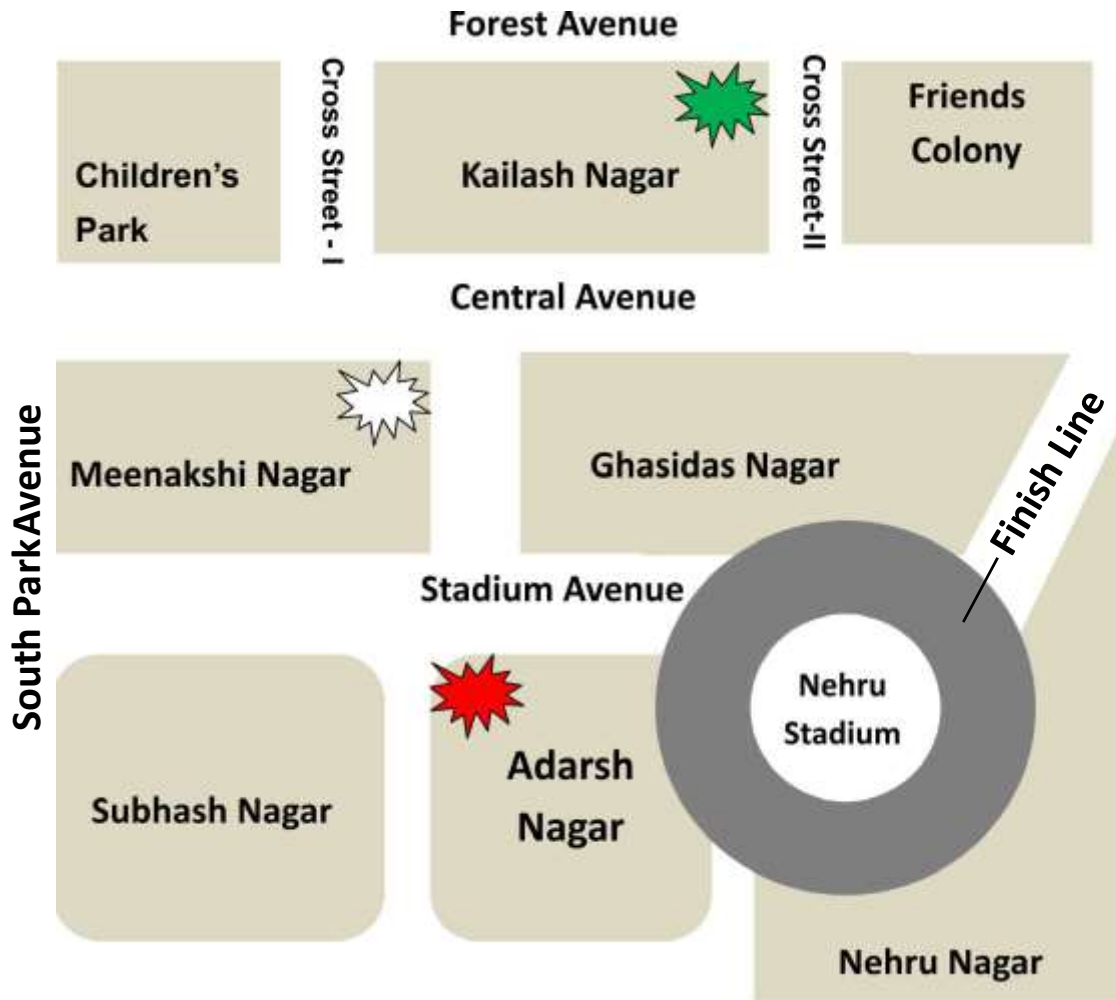 Forest Avenue
Children's
Park
Cross Street - I
Kailash Nagar
Cross Street-II
Friends
Colony
Central Avenue
South ParkAvenue
Meenakshi Nagar
Ghasidas Nagar
Finish Line
Stadium Avenue
Nehru
Stadium
Subhash Nagar
Adarsh
Nagar
Nehru Nagar